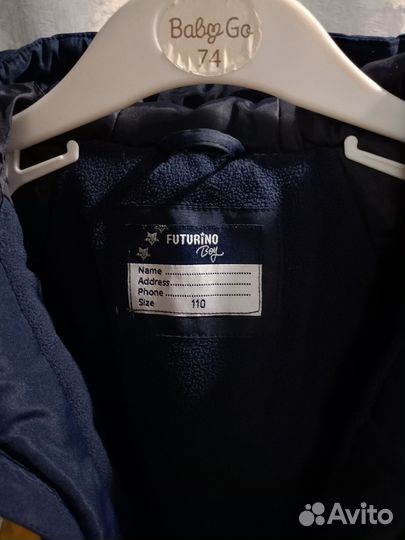 Baby Go
74
FUTURINO
Boy
Name
Address
Phone
Size 110
Avito